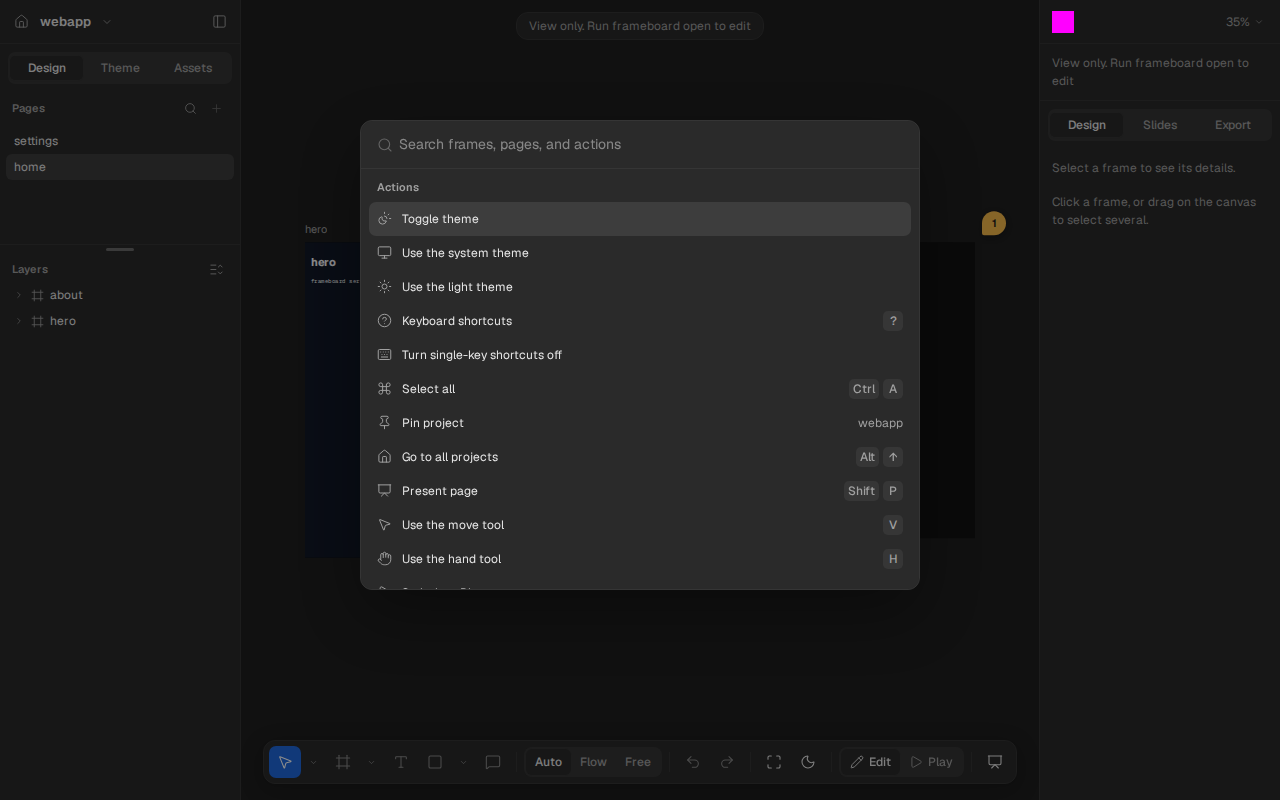 webapp
View only. Run frameboard open to edit
35%
Design
Theme
Assets
View only. Run frameboard open to
edit
Pages
Design
Slides
Export
settings
home
Search frames, pages, and actions
Select a frame to see its details.
Click a frame, or drag on the canvas
to select several.
Actions
Toggle theme
1
hero
Use the system theme
hero
Layers
frameboard
Use the light theme
about
hero
Keyboard shortcuts ?
Turn single-key shortcuts off
Select all Ctrl A
Pin project webapp
Go to all projects Alt ↑
Present page Shift P
Use the move tool V
Use the hand tool H
Auto
Flow
Free
Edit
Play